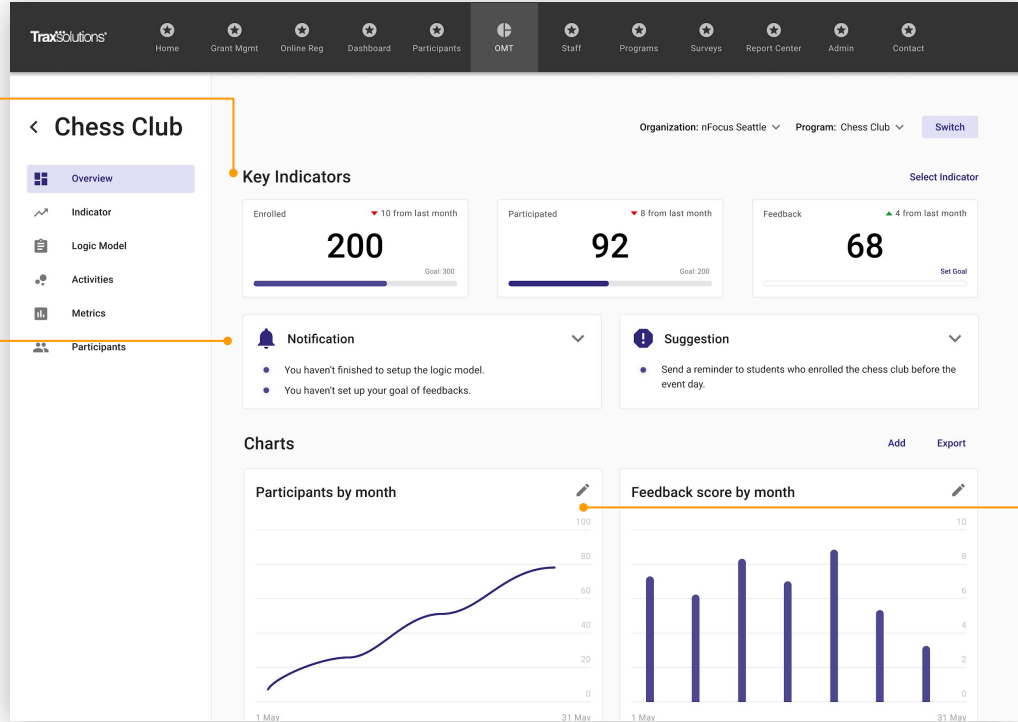 TraxSolutions®
Home
Grant Mgmt
Online Reg
Dashboard
Participants
OMT
Staff
Programs
Surveys
Report Center
Admin
Contact
Chess Club
Overview
Indicator
Logic Model
Activities
Metrics
Participants
Organization: nFocus Seattle
Program: Chess Club
Switch
Key Indicators
Select Indicator
Enrolled
10 from last month
200
Goal: 300
Participated
8 from last month
92
Goal: 200
Feedback
4 from last month
68
Set Goal
Notification
You haven't finished to setup the logic model.
You haven't set up your goal of feedbacks.
Suggestion
Send a reminder to students who enrolled the chess club before the
event day.
Charts
Add
Export
Participants by month
100
80
60
40
20
0
1 May
31 May
Feedback score by month
10
8
6
4
2
0
1 May
31 May